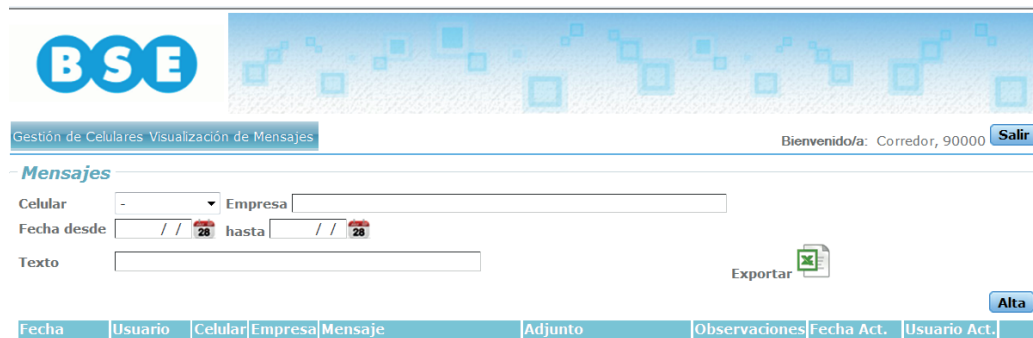 BSE
Gestión de Celulares Visualización de Mensajes
Bienvenido/a: Corredor, 90000 Salir
Mensajes
Celular - Empresa
Fecha desde / / 28 hasta / / 28
Texto
Exportar
Alta
Fecha Usuario Celular Empresa Mensaje Adjunto Observaciones Fecha Act. Usuario Act.